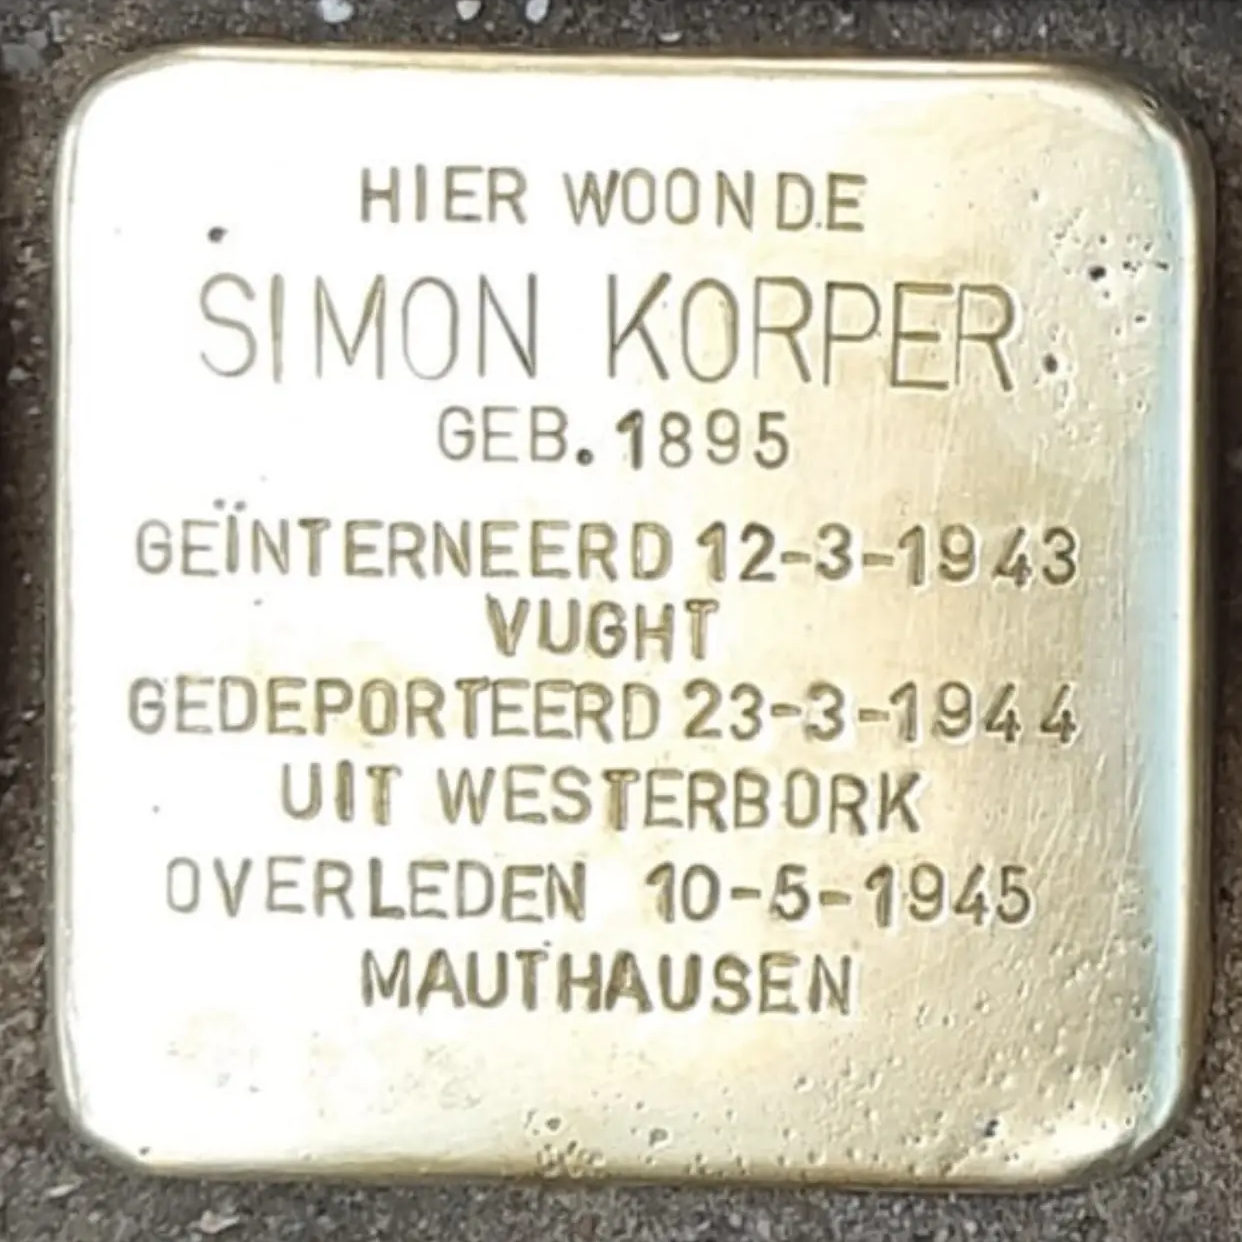 HIER WOONDE
SIMON KORPER
GEB. 1895
GEÏNTERNEERD 12-3-1943
VUGHT
GEDEPORTEERD 23-3-1944
UIT WESTERBORK
OVERLEDEN 10-5-1945
MAUTHAUSEN